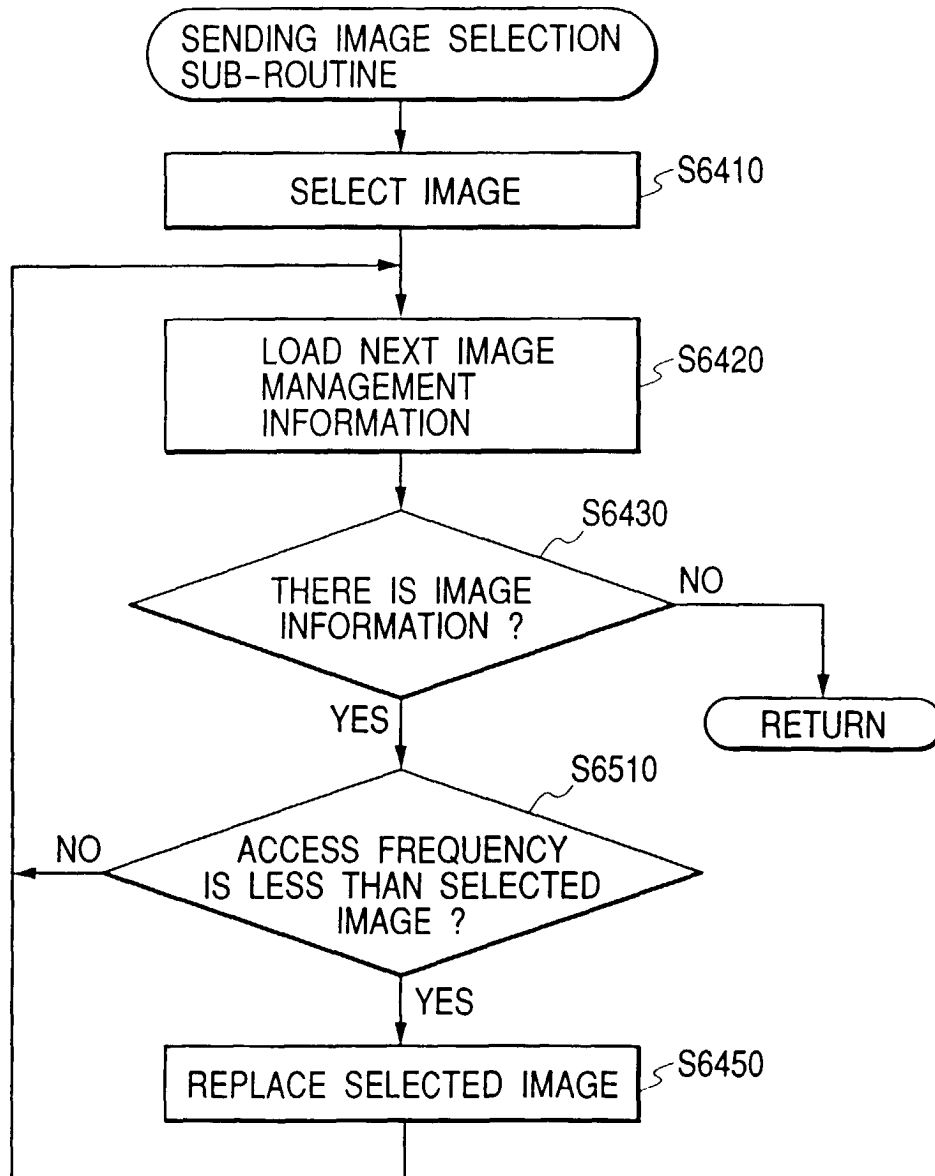 SENDING IMAGE SELECTION
SUB-ROUTINE
SELECT IMAGE
S6410
LOAD NEXT IMAGE
MANAGEMENT
INFORMATION
S6420
S6430
THERE IS IMAGE
INFORMATION ?
NO
YES
RETURN
S6510
ACCESS FREQUENCY
IS LESS THAN SELECTED
IMAGE ?
NO
YES
REPLACE SELECTED IMAGE
S6450